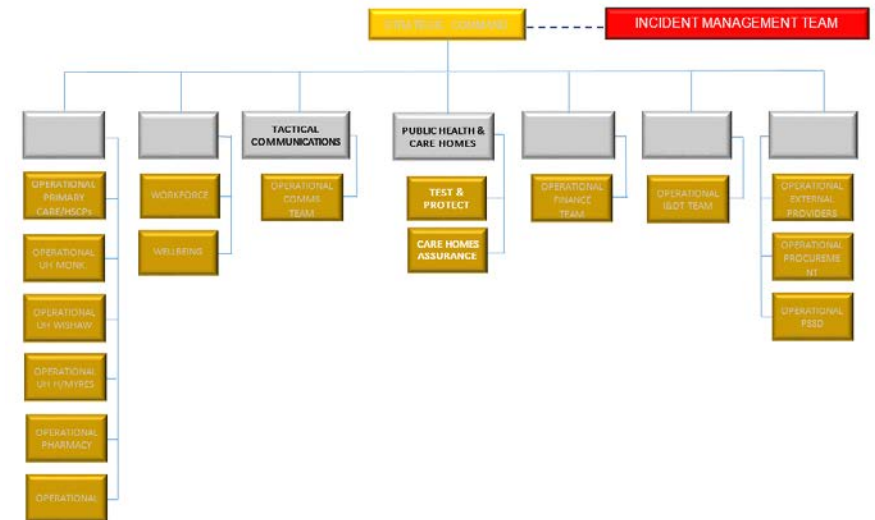 STRATEGIC COMMAND
INCIDENT MANAGEMENT TEAM
TACTICAL
COMMUNICATIONS
PUBLIC HEALTH &
CARE HOMES
OPERATIONAL
PRIMARY
CARE/HSCPs
OPERATIONAL
UH MONK.
OPERATIONAL
UH WISHAW
OPERATIONAL
UH H/MYRES
OPERATIONAL
PHARMACY
OPERATIONAL
WORKFORCE
WELLBEING
OPERATIONAL
COMMS
TEAM
TEST &
PROTECT
CARE HOMES
ASSURANCE
OPERATIONAL
FINANCE
TEAM
OPERATIONAL
I&DT TEAM
OPERATIONAL
EXTERNAL
PROVIDERS
OPERATIONAL
PROCUREME
NT
OPERATIONAL
PSSD